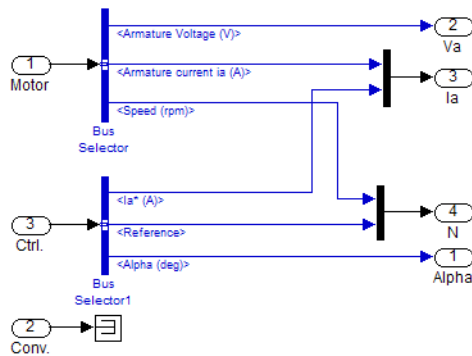 <Armature Voltage (V)>
2
Va
1
Motor
<Armature current ia (A)>
3
Ia
<Speed (rpm)>
Bus
Selector
<Ia* (A)>
3
Ctrl.
<Reference>
4
N
<Alpha (deg)>
1
Alpha
Bus
Selector1
2
Conv.